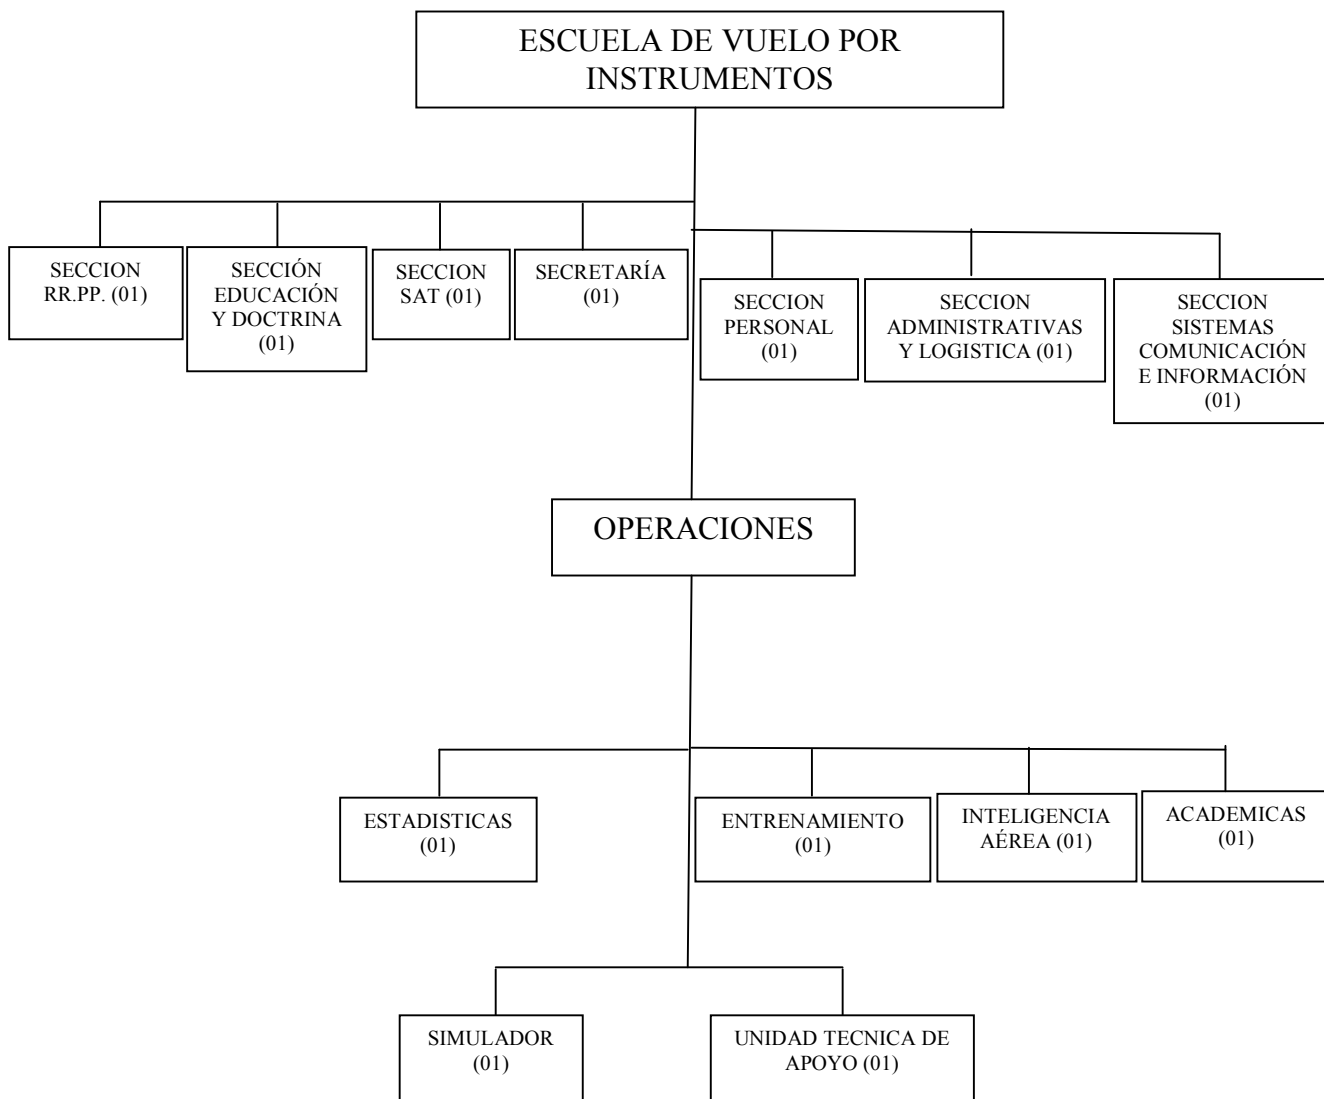 ESCUELA DE VUELO POR
INSTRUMENTOS
SECCION
RR.PP. (01)
SECCIÓN
EDUCACIÓN
Y DOCTRINA
(01)
SECCION
SAT (01)
SECRETARÍA
(01)
SECCION
PERSONAL
(01)
SECCION
ADMINISTRATIVAS
Y LOGISTICA (01)
SECCION
SISTEMAS
COMUNICACIÓN
E INFORMACIÓN
(01)
OPERACIONES
ESTADISTICAS
(01)
ENTRENAMIENTO
(01)
INTELIGENCIA
AÉREA (01)
ACADEMICAS
(01)
SIMULADOR
(01)
UNIDAD TECNICA DE
APOYO (01)